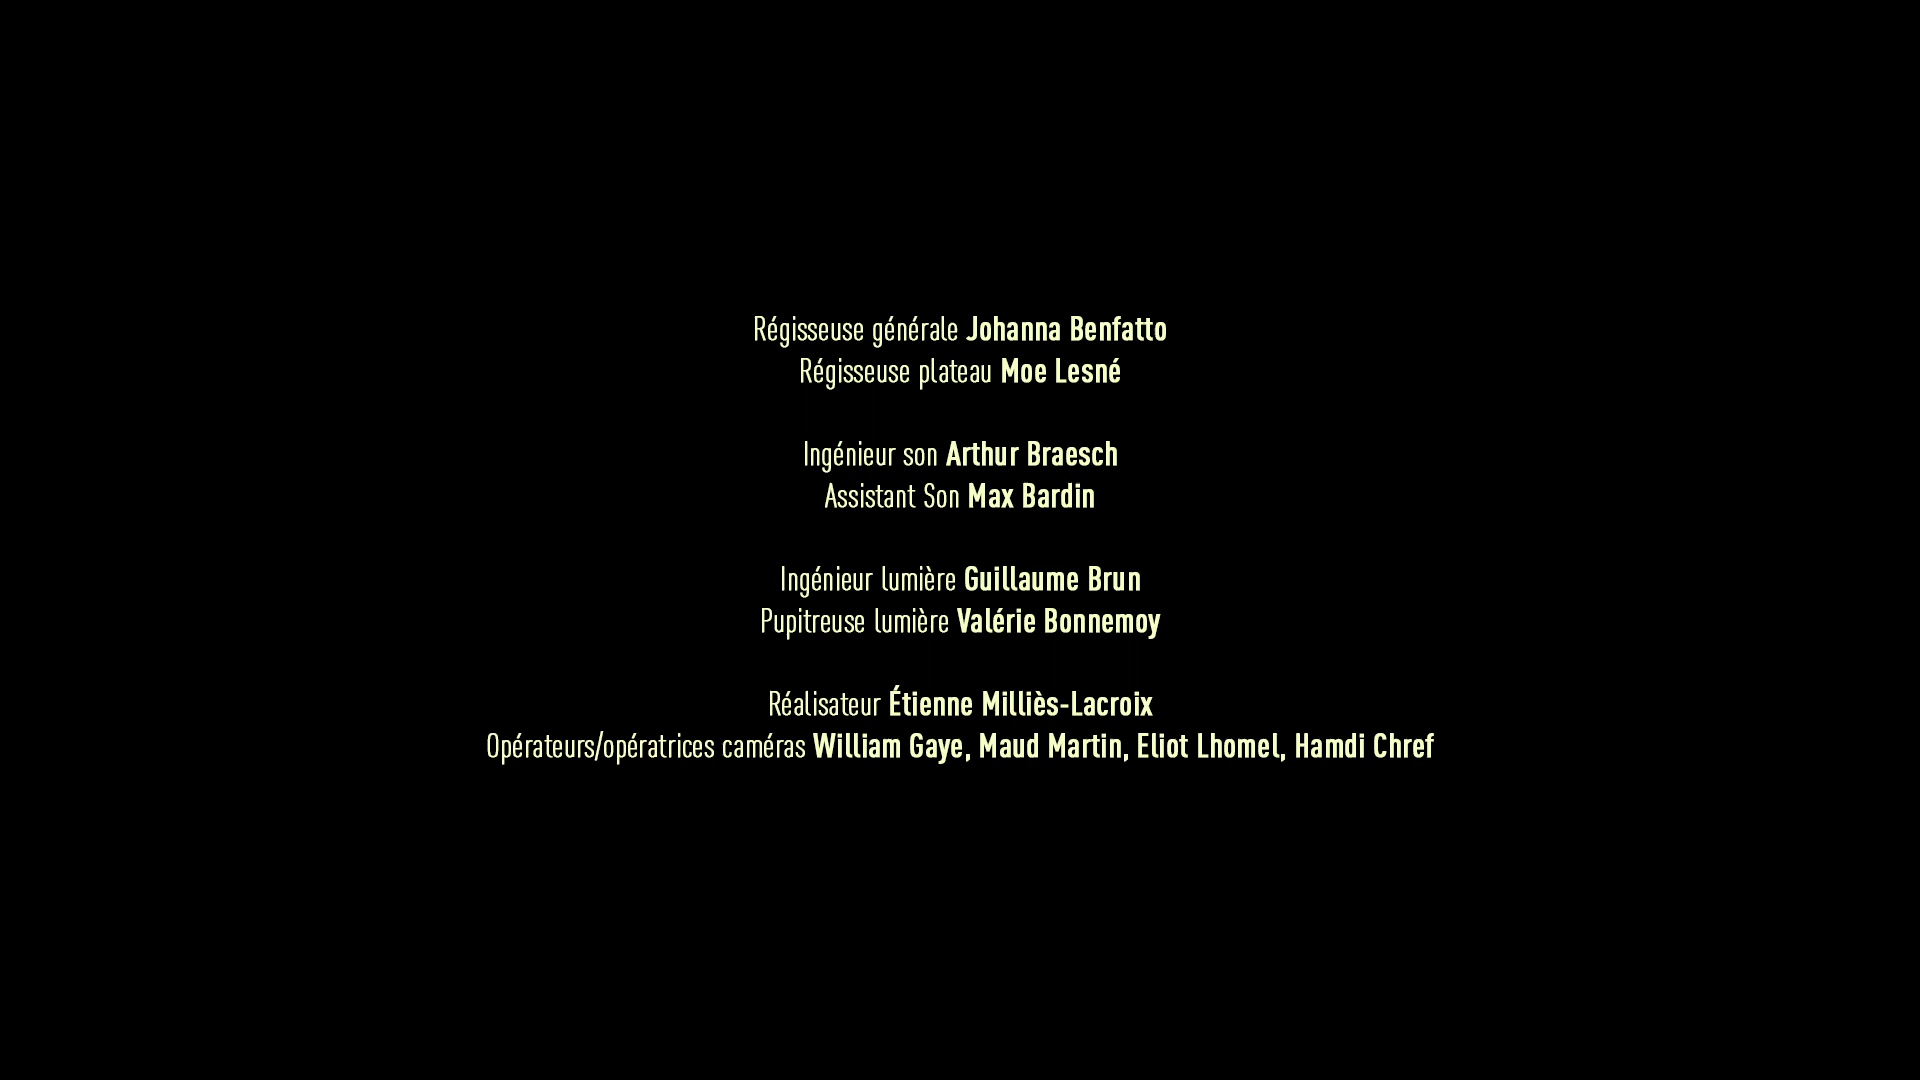 Régisseuse générale Johanna Benfatto
Régisseuse plateau Moe Lesné
Ingénieur son Arthur Braesch
Assistant Son Max Bardin
Ingénieur lumière Guillaume Brun
Pupitreuse lumière Valérie Bonnemoy
Réalisateur Étienne Milliès-Lacroix
Opérateurs/opératrices caméras William Gaye, Maud Martin, Eliot Lhomel, Hamdi Chref